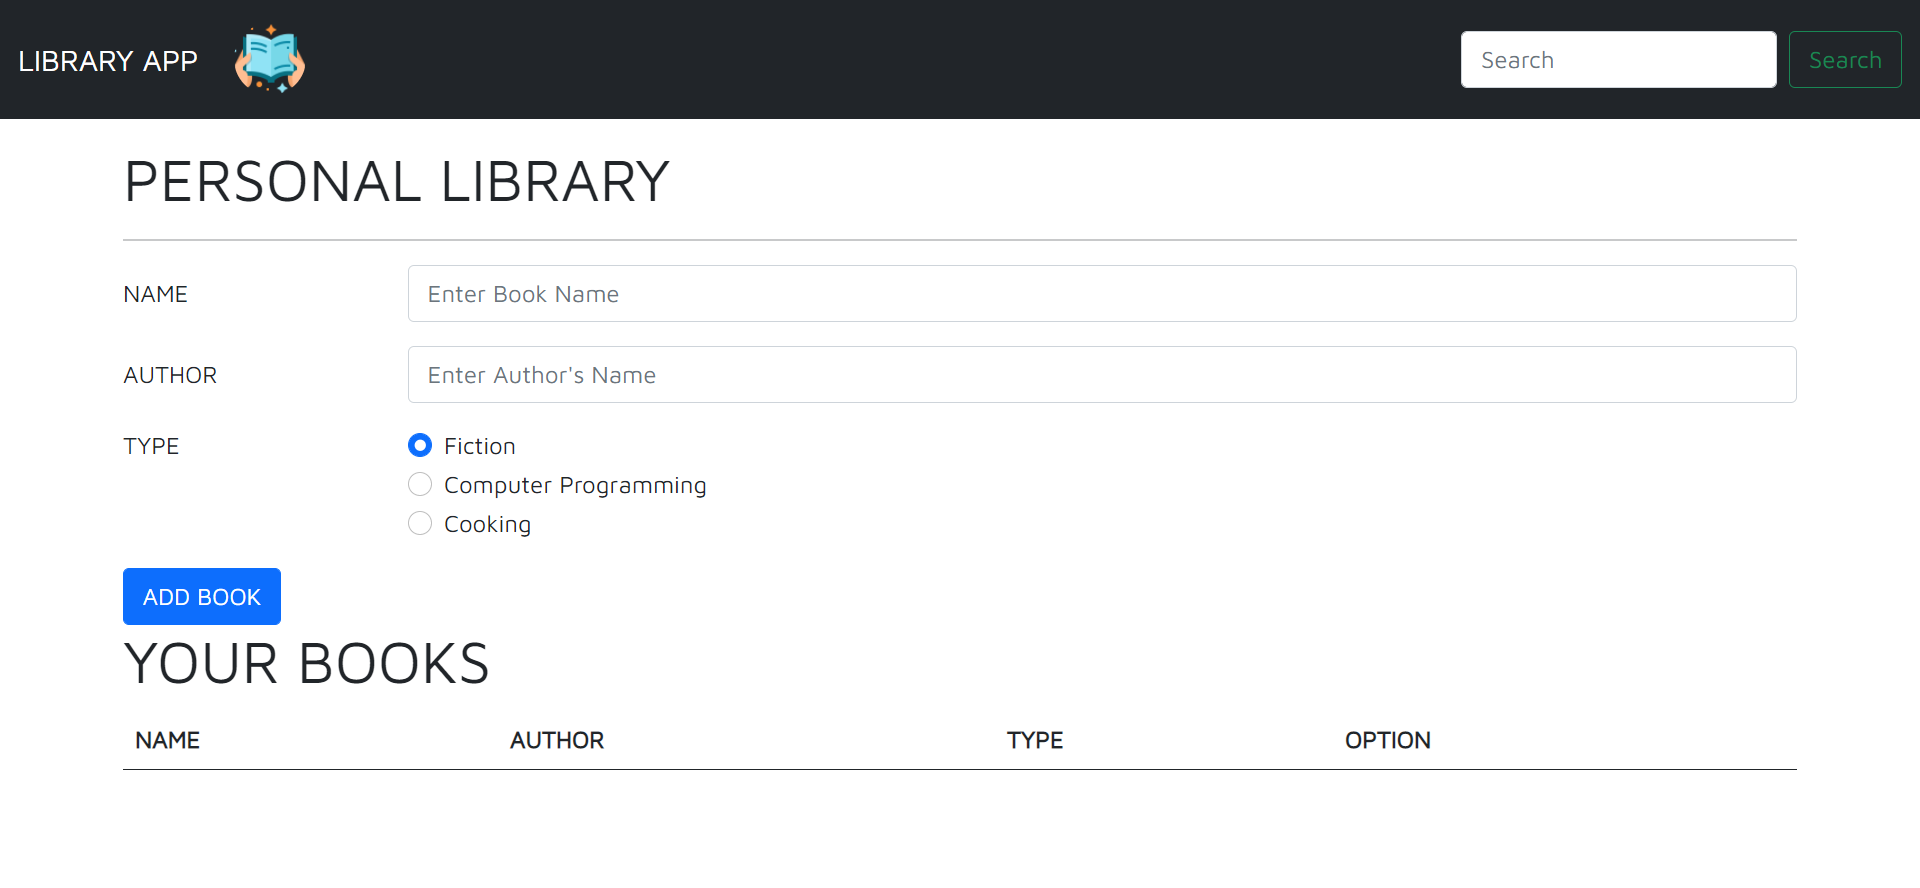 LIBRARY APP
Search
Search
PERSONAL LIBRARY
NAME
Enter Book Name
AUTHOR
Enter Author's Name
TYPE
Fiction
Computer Programming
Cooking
ADD BOOK
YOUR BOOKS
NAME AUTHOR TYPE OPTION